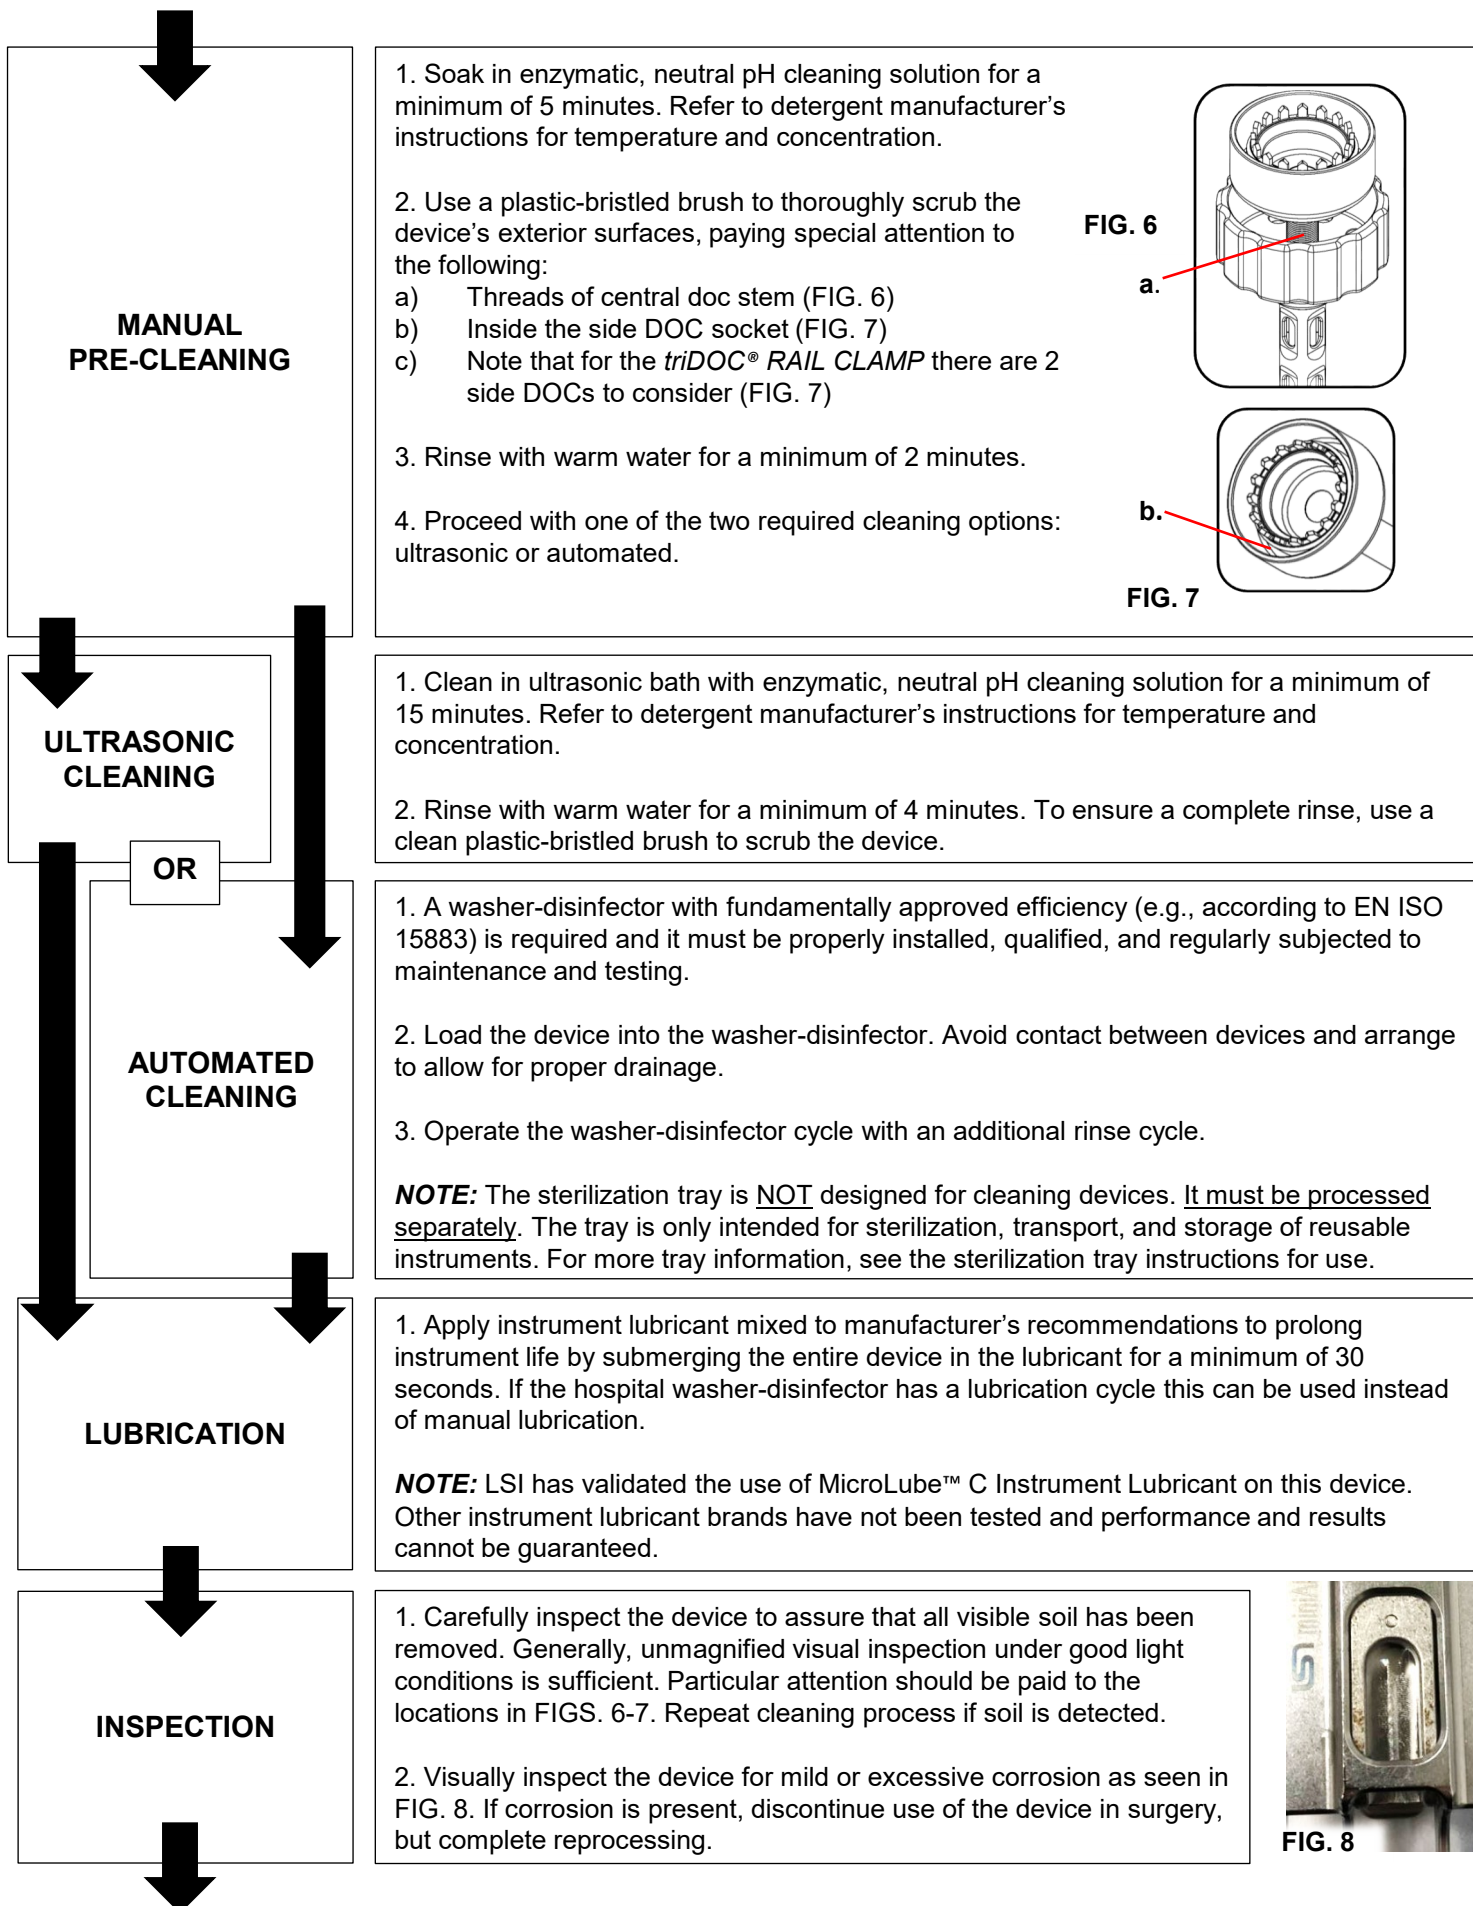 MANUAL
PRE-CLEANING
1. Soak in enzymatic, neutral pH cleaning solution for a
minimum of 5 minutes. Refer to detergent manufacturer's
instructions for temperature and concentration.
2. Use a plastic-bristled brush to thoroughly scrub the
device's exterior surfaces, paying special attention to
the following:
a) Threads of central doc stem (FIG. 6)
b) Inside the side DOC socket (FIG. 7)
c) Note that for the triDOC® RAIL CLAMP there are 2
side DOCs to consider (FIG. 7)
3. Rinse with warm water for a minimum of 2 minutes.
4. Proceed with one of the two required cleaning options:
ultrasonic or automated.
FIG. 6
a.
b.
FIG. 7
ULTRASONIC
CLEANING
1. Clean in ultrasonic bath with enzymatic, neutral pH cleaning solution for a minimum of
15 minutes. Refer to detergent manufacturer's instructions for temperature and
concentration.
2. Rinse with warm water for a minimum of 4 minutes. To ensure a complete rinse, use a
clean plastic-bristled brush to scrub the device.
OR
AUTOMATED
CLEANING
1. A washer-disinfector with fundamentally approved efficiency (e.g., according to EN ISO
15883) is required and it must be properly installed, qualified, and regularly subjected to
maintenance and testing.
2. Load the device into the washer-disinfector. Avoid contact between devices and arrange
to allow for proper drainage.
3. Operate the washer-disinfector cycle with an additional rinse cycle.
NOTE: The sterilization tray is NOT designed for cleaning devices. It must be processed
separately. The tray is only intended for sterilization, transport, and storage of reusable
instruments. For more tray information, see the sterilization tray instructions for use.
LUBRICATION
1. Apply instrument lubricant mixed to manufacturer's recommendations to prolong
instrument life by submerging the entire device in the lubricant for a minimum of 30
seconds. If the hospital washer-disinfector has a lubrication cycle this can be used instead
of manual lubrication.
NOTE: LSI has validated the use of MicroLube™ C Instrument Lubricant on this device.
Other instrument lubricant brands have not been tested and performance and results
cannot be guaranteed.
INSPECTION
1. Carefully inspect the device to assure that all visible soil has been
removed. Generally, unmagnified visual inspection under good light
conditions is sufficient. Particular attention should be paid to the
locations in FIGS. 6-7. Repeat cleaning process if soil is detected.
2. Visually inspect the device for mild or excessive corrosion as seen in
FIG. 8. If corrosion is present, discontinue use of the device in surgery,
but complete reprocessing.
FIG. 8